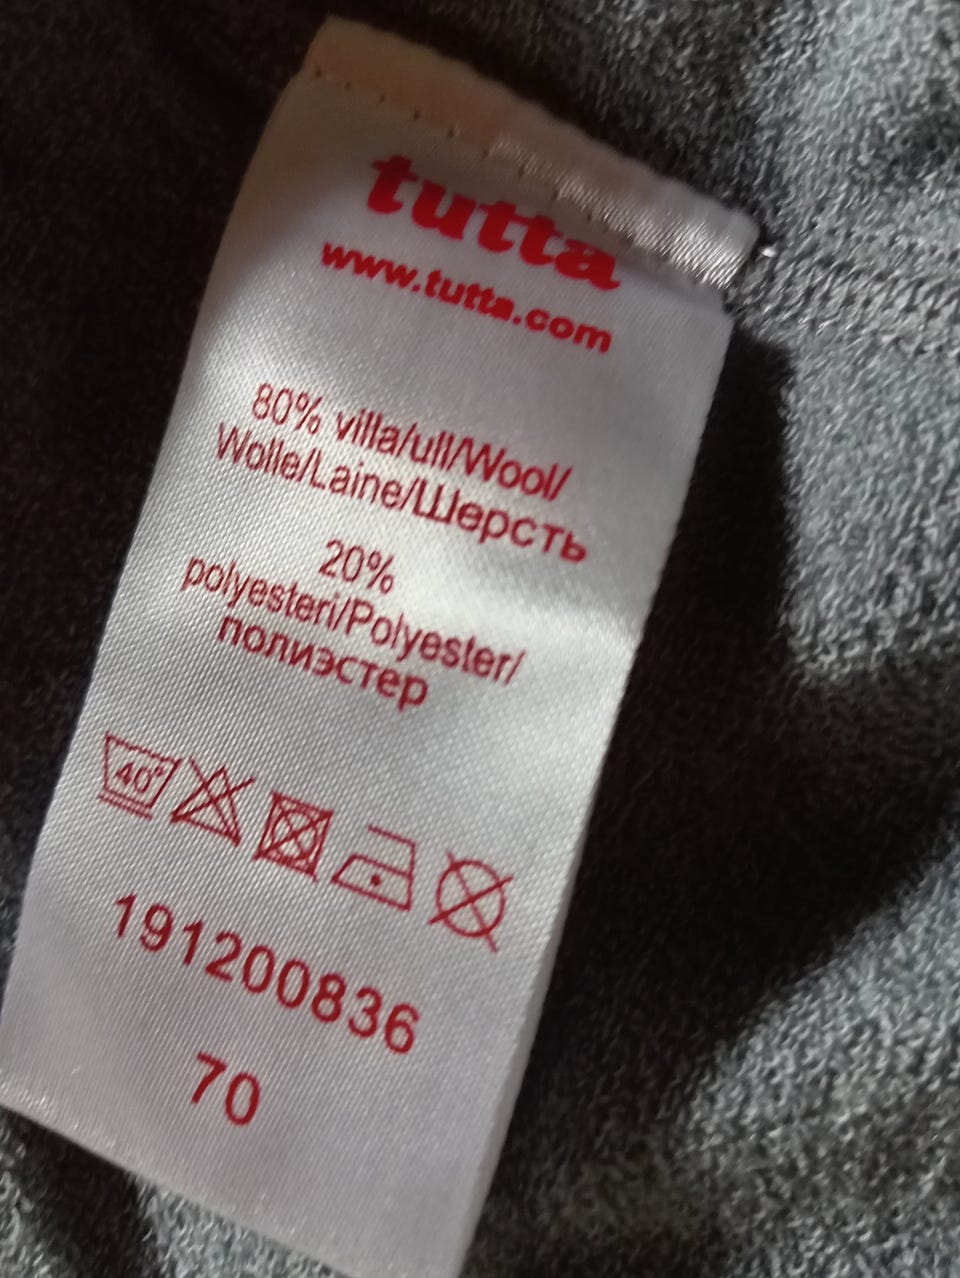 tutta
www.tutta.com
80% villa/ull/Wool/
Wolle/Laine/Шерсть
20%
polyesteri/Polyester/
полиэстер
40°
191200836
70